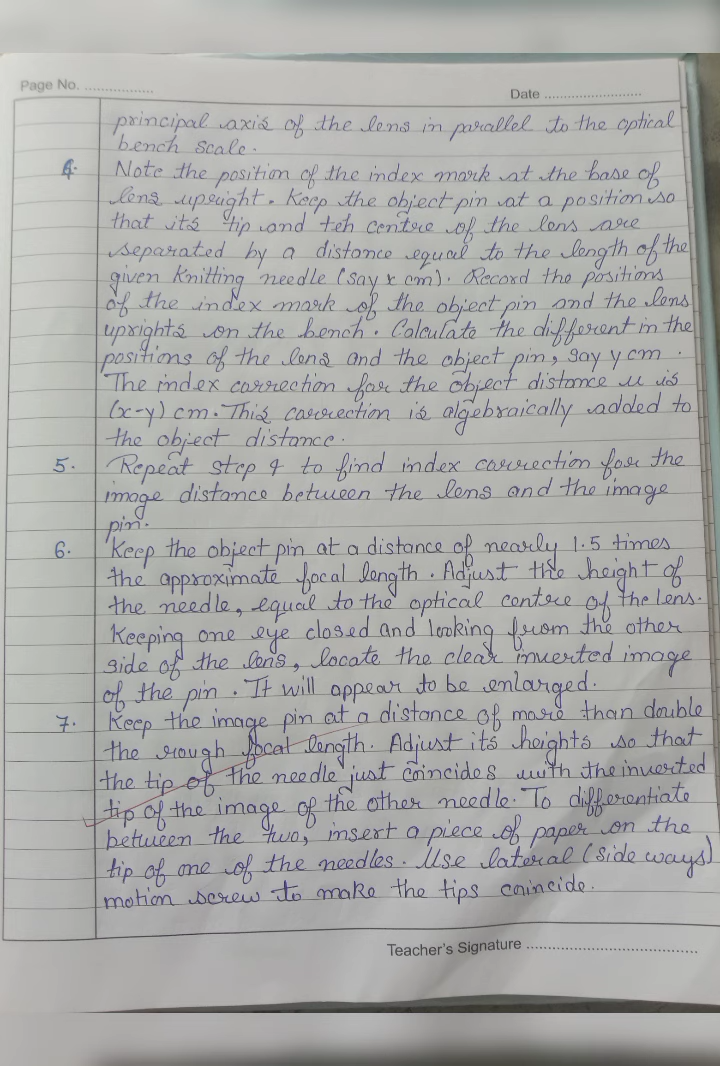 Page No. ................
Date ........................
principal axis of the lens in parallel to the optical
bench scale.
4. Note the position of the index mark at the base of
lens upright. Keep the object pin at a position so
that its tip and teh centre of the lens are
separated by a distance equal to the length of the
given Knitting needle (say x cm). Record the positions
of the index mark of the object pin and the lens
uprights on the bench. Calculate the different in the
positions of the lens and the object pin, say y cm.
The index correction for the object distance u is
(x-y) cm. This correction is algebraically added to
the object distance.
5. Repeat step 4 to find index correction for the
image distance between the lens and the image
pin.
6. Keep the object pin at a distance of nearly 1.5 times
the approximate focal length. Adjust the height of
the needle, equal to the optical centre of the lens.
Keeping one eye closed and looking from the other
side of the lens, locate the clear inverted image
of the pin. It will appear to be enlarged.
7. Keep the image pin at a distance of more than double
the rough focal length. Adjust its heights so that
the tip of the needle just coincides with the inverted
tip of the image of the other needle. To differentiate
between the two, insert a piece of paper on the
tip of one of the needles. Use lateral (side ways)
motion screw to make the tips coincide.
Teacher's Signature .....................................